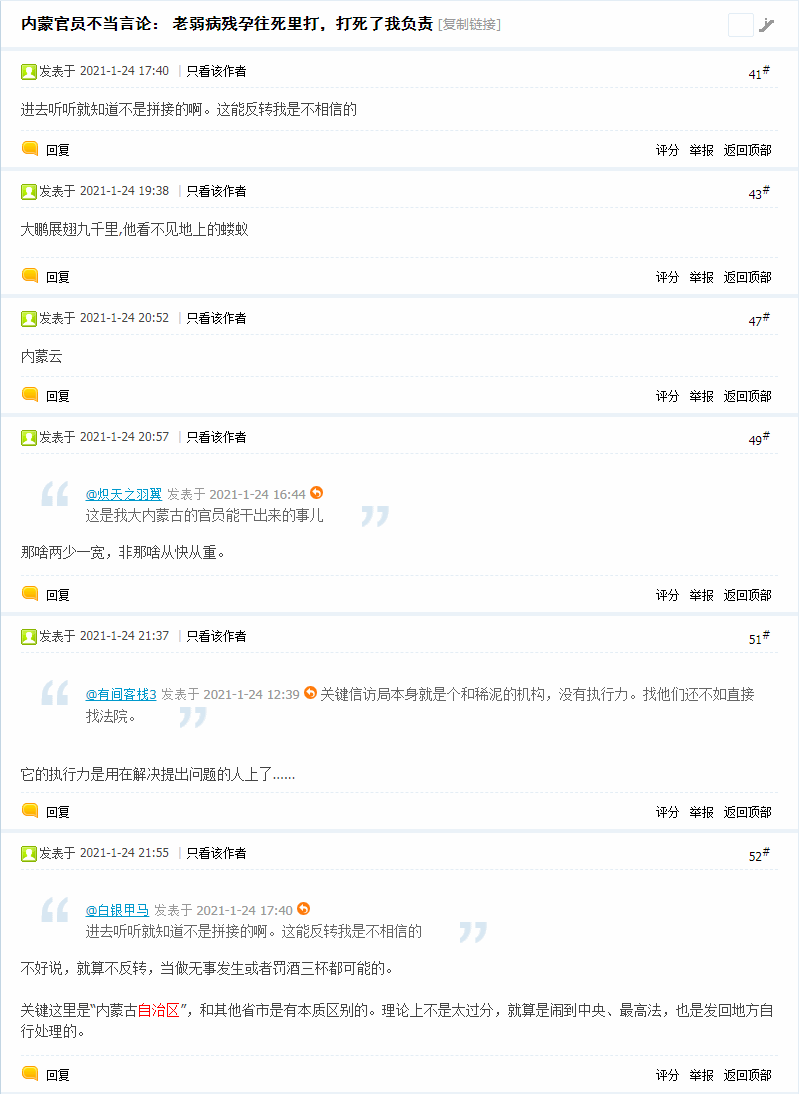 内蒙官员不当言论： 老弱病残孕往死里打，打死了我负责 [复制链接]
发表于 2021-1-24 17:40 | 只看该作者 41#
进去听听就知道不是拼接的啊。这能反转我是不相信的
回复 评分 举报 返回顶部
发表于 2021-1-24 19:38 | 只看该作者 43#
大鹏展翅九千里,他看不见地上的蝼蚁
回复 评分 举报 返回顶部
发表于 2021-1-24 20:52 | 只看该作者 47#
内蒙云
回复 评分 举报 返回顶部
发表于 2021-1-24 20:57 | 只看该作者 49#
@炽天之羽翼 发表于 2021-1-24 16:44
这是我大内蒙古的官员能干出来的事儿
那啥两少一宽，非那啥从快从重。
回复 评分 举报 返回顶部
发表于 2021-1-24 21:37 | 只看该作者 51#
@有间客栈3 发表于 2021-1-24 12:39 关键信访局本身就是个和稀泥的机构，没有执行力。找他们还不如直接
找法院。
它的执行力是用在解决提出问题的人上了......
回复 评分 举报 返回顶部
发表于 2021-1-24 21:55 | 只看该作者 52#
@白银甲马 发表于 2021-1-24 17:40
进去听听就知道不是拼接的啊。这能反转我是不相信的
不好说，就算不反转，当做无事发生或者罚酒三杯都可能的。
关键这里是“内蒙古自治区”，和其他省市是有本质区别的。理论上不是太过分，就算是闹到中央、最高法，也是发回地方自
行处理的。
回复 评分 举报 返回顶部